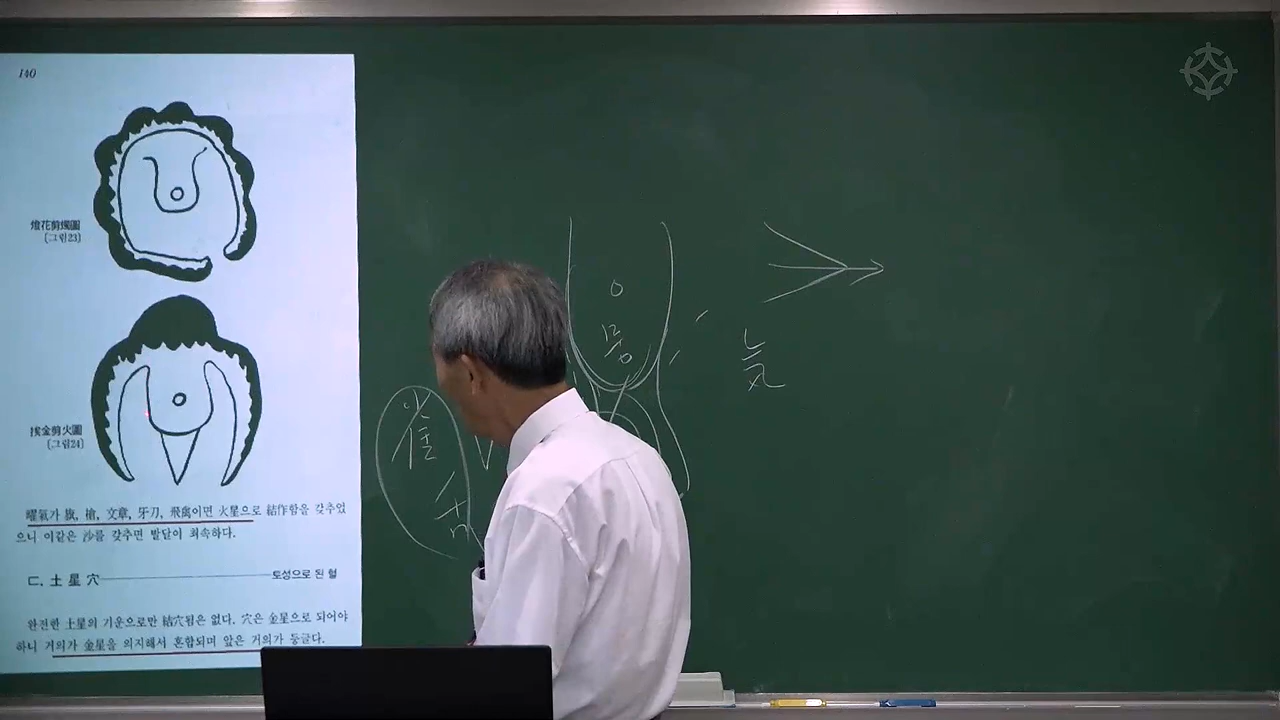 140
燈花剪燭圖
(그림23)
挨金剪火圖
(그림24)
曜氣가 旗, 槍, 文章, 牙刀, 飛禽이면 火星으로 結作함을 갖추었
으니 이같은 沙를 갖추면 발달이 최속하다.
ㄷ. 土星穴 토성으로 된 혈
완전한 土星의 기운으로만 結穴됨은 없다. 穴은 金星으로 되어야
하니 거의가 金星을 의지해서 혼합되며 앞은 거의가 둥글다.
气